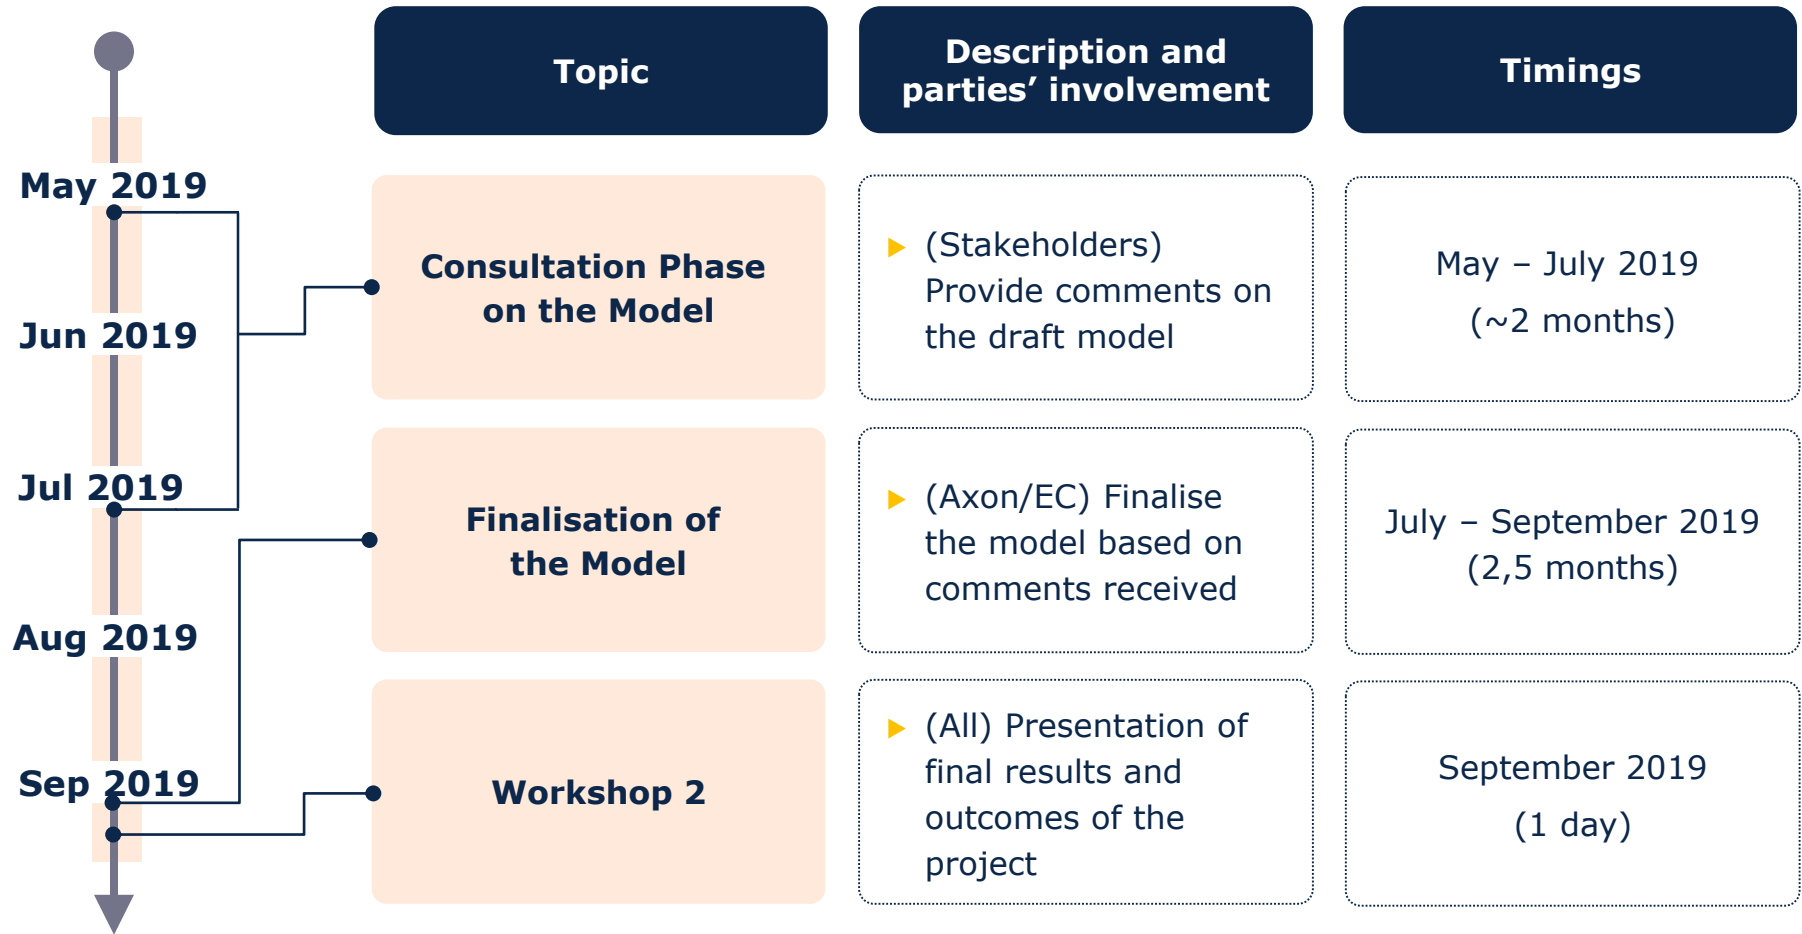 Topic
Description and
parties’ involvement
Timings
May 2019
Jun 2019
Jul 2019
Aug 2019
Sep 2019
Consultation Phase
on the Model
(Stakeholders)
Provide comments on
the draft model
May – July 2019
(~2 months)
Finalisation of
the Model
(Axon/EC) Finalise
the model based on
comments received
July – September 2019
(2,5 months)
Workshop 2
(All) Presentation of
final results and
outcomes of the
project
September 2019
(1 day)